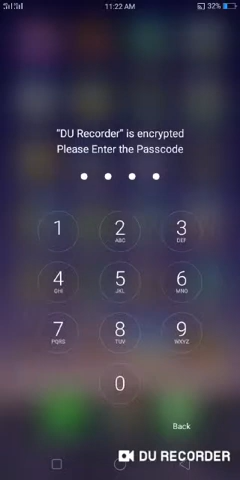 11:22 AM
32%
"DU Recorder" is encrypted
Please Enter the Passcode
1 2 3
ABC DEF
4 5 6
GHI JKL MNO
7 8 9
PQRS TUV WXYZ
0
Back
DU RECORDER